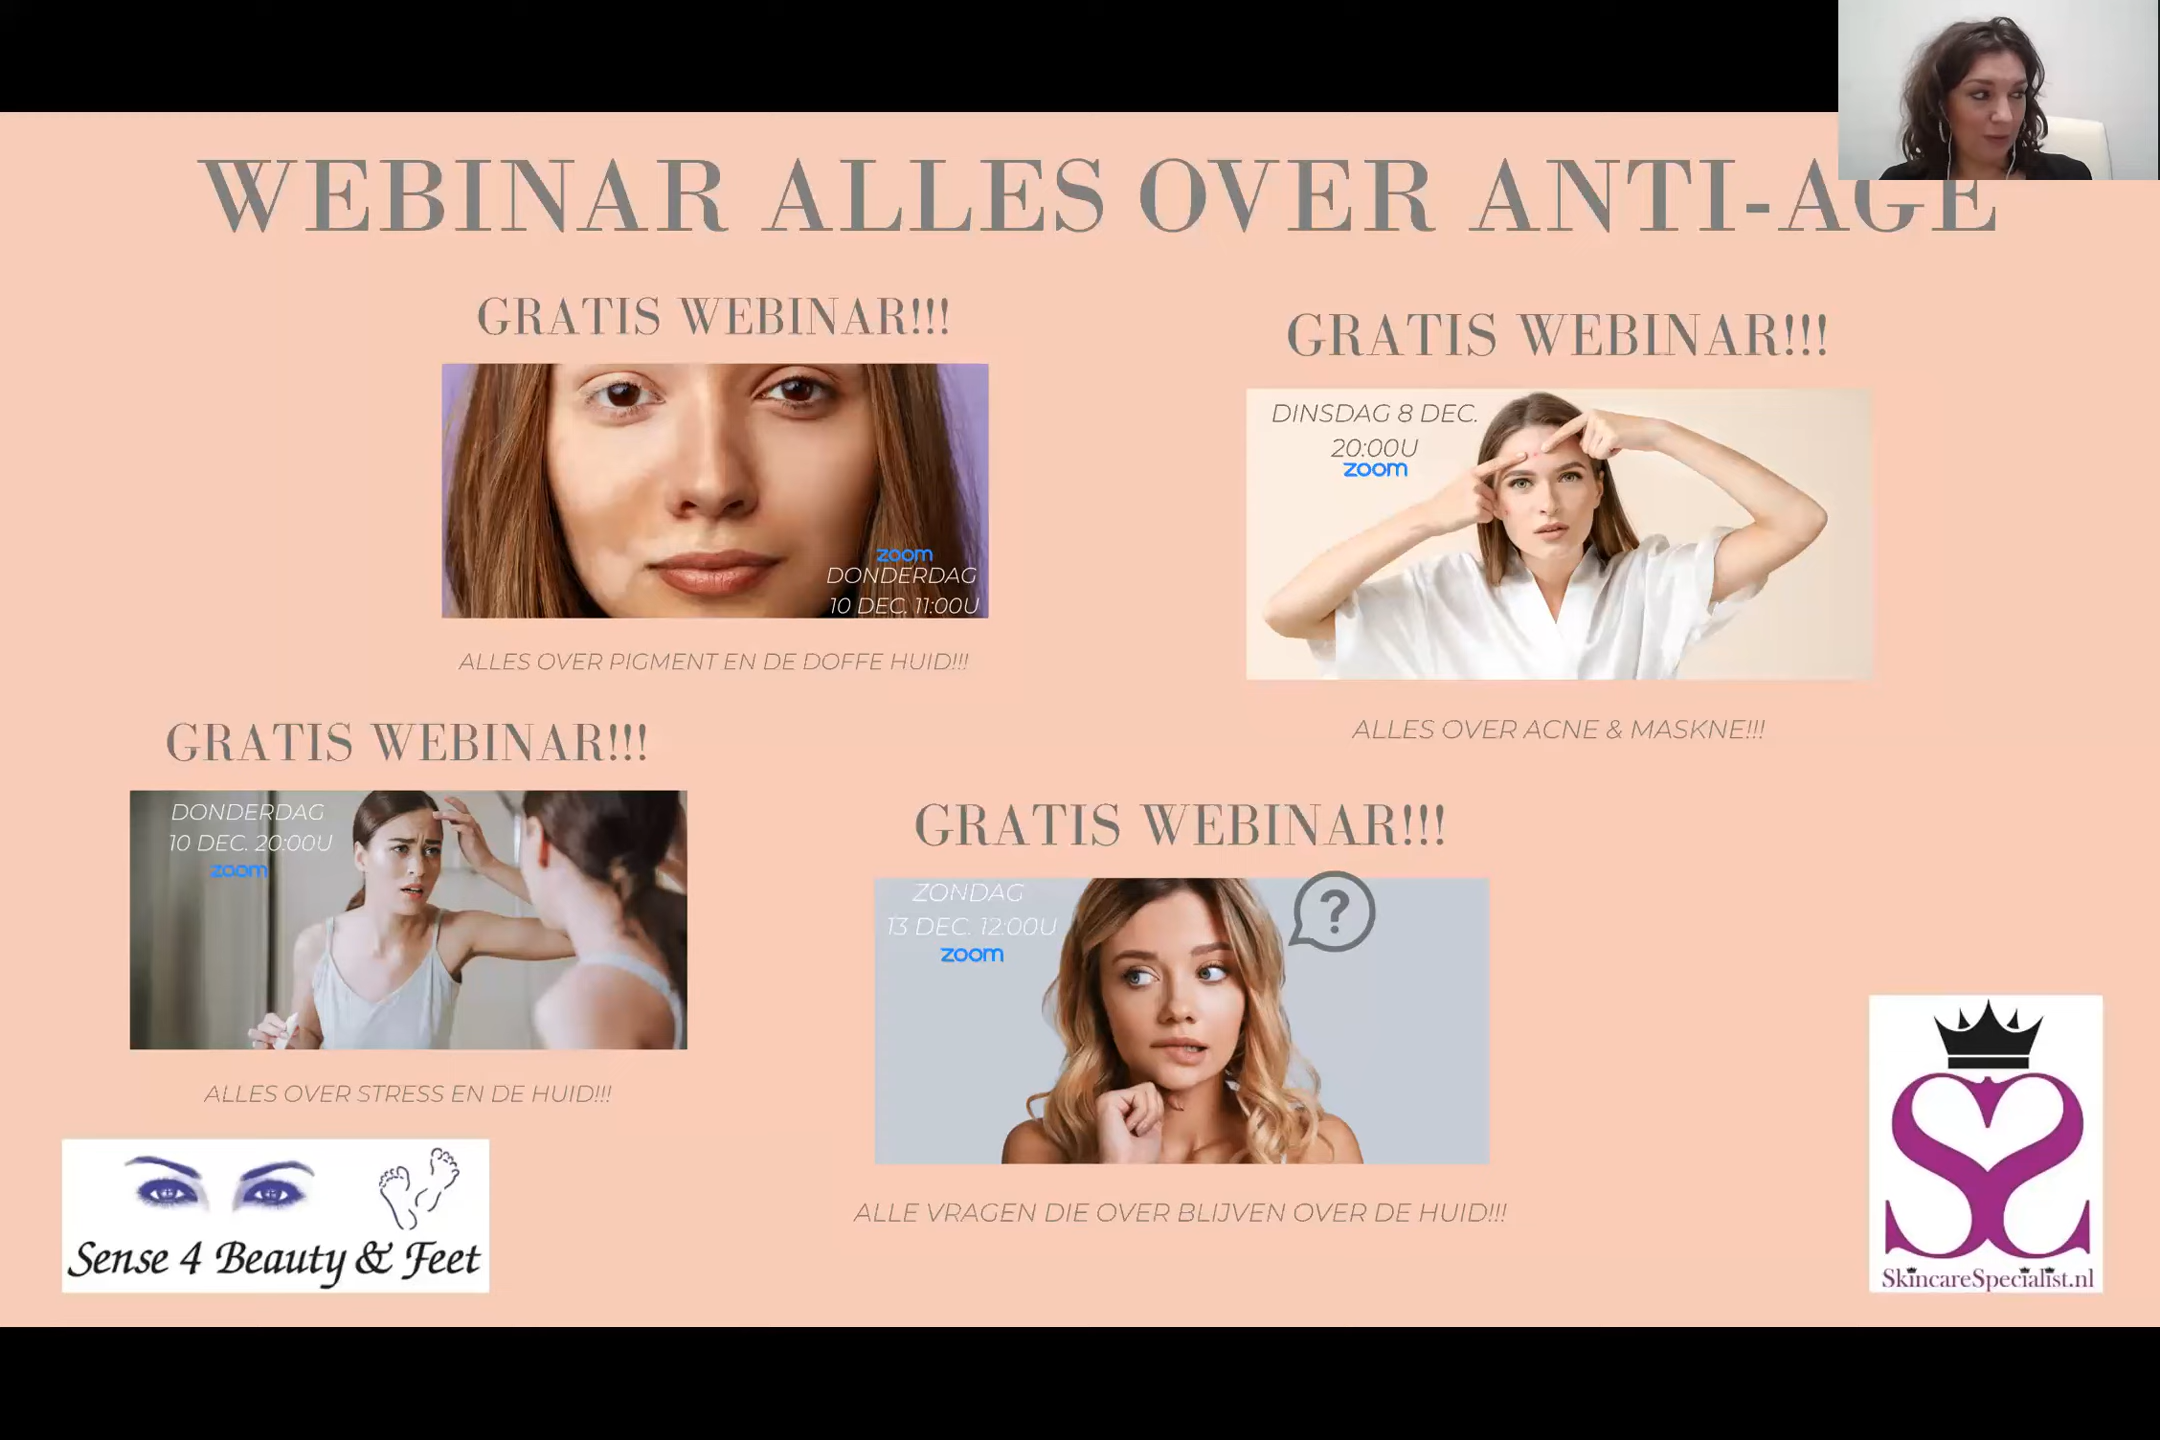 WEBINAR ALLES OVER ANTI-AGE
GRATIS WEBINAR!!!
zoom
DONDERDAG
10 DEC. 11:00U
ALLES OVER PIGMENT EN DE DOFFE HUID!!!
GRATIS WEBINAR!!!
DINSDAG 8 DEC.
20:00U
zoom
ALLES OVER ACNE & MASKNE!!!
GRATIS WEBINAR!!!
DONDERDAG
10 DEC. 20:00U
zoom
ALLES OVER STRESS EN DE HUID!!!
GRATIS WEBINAR!!!
ZONDAG
13 DEC. 12:00U
zoom
?
ALLE VRAGEN DIE OVER BLIJVEN OVER DE HUID!!!
Sense 4 Beauty & Feet
SkincareSpecialist.nl